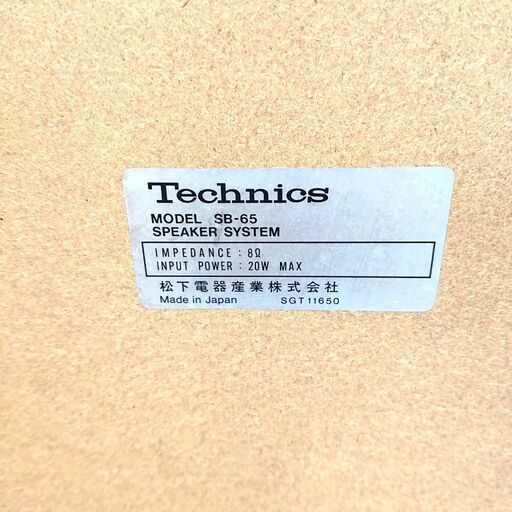 Technics
MODEL SB-65
SPEAKER SYSTEM
IMPEDANCE : 8Ω
INPUT POWER : 20W MAX
松下電器産業株式会社
Made in Japan SGT11650